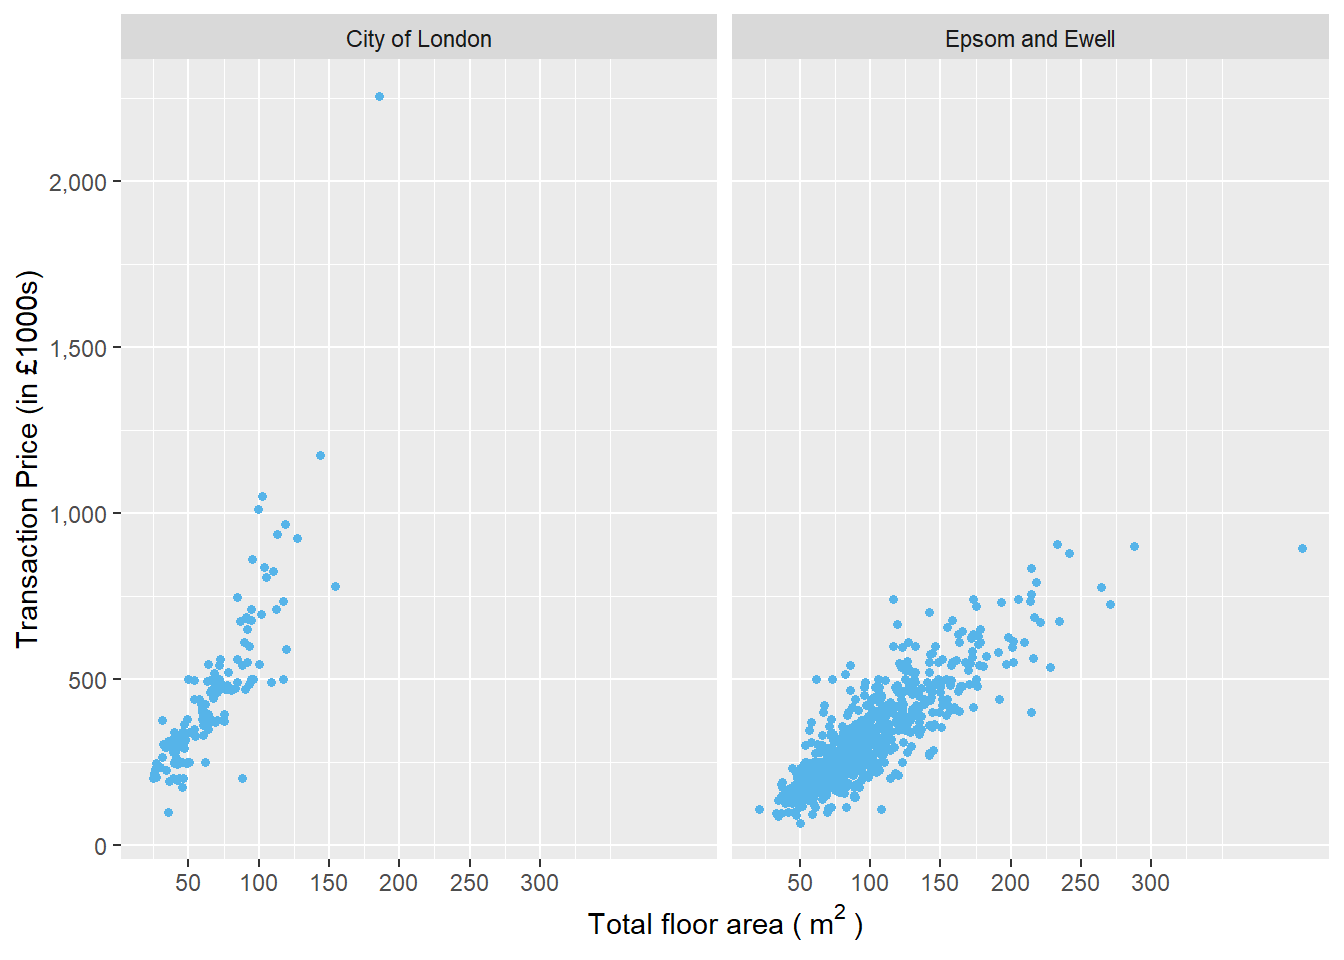 City of London
Epsom and Ewell
Transaction Price (in £1000s)
2,000
1,500
1,000
500
0
50 100 150 200 250 300
50 100 150 200 250 300
Total floor area ( m² )